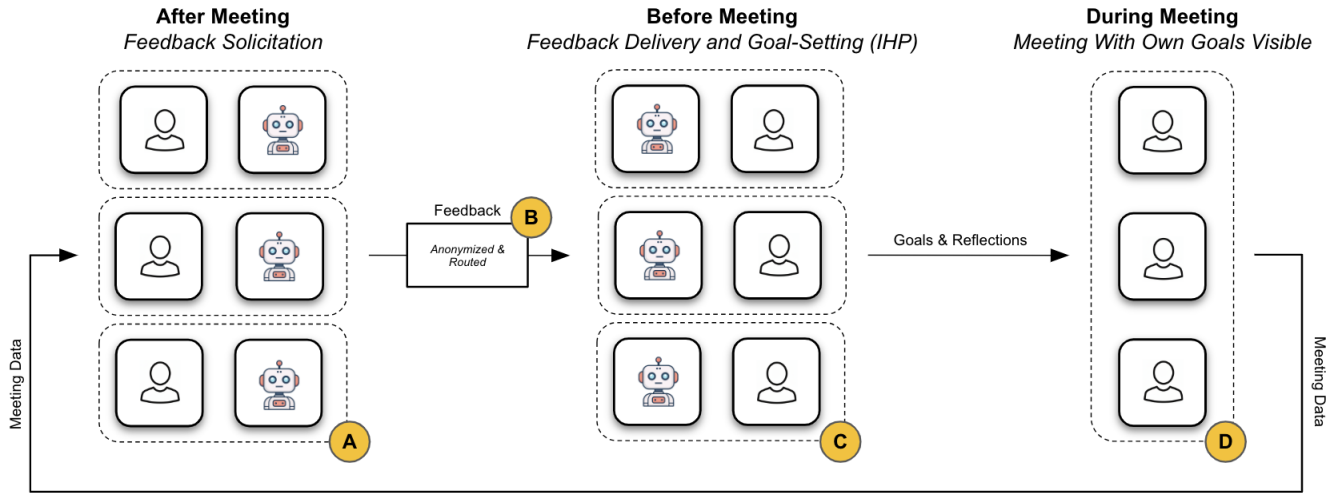 After Meeting
Feedback Solicitation
Before Meeting
Feedback Delivery and Goal-Setting (IHP)
During Meeting
Meeting With Own Goals Visible
Feedback
B
Anonymized &
Routed
Goals & Reflections
Meeting Data
Meeting Data
A
C
D